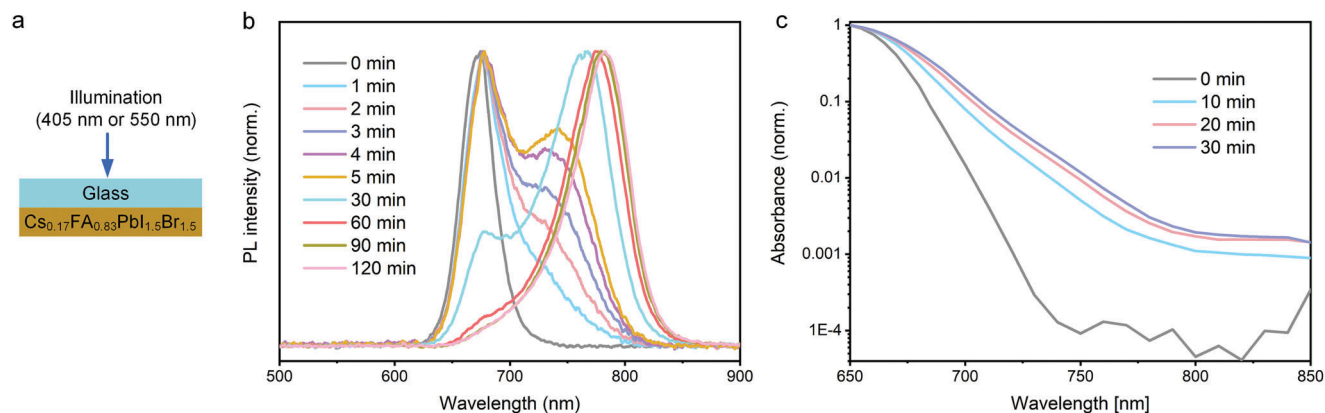 a
Illumination
(405 nm or 550 nm)
Glass
Cs0.17FA0.83PbI1.5Br1.5
b
PL intensity (norm.)
0 min
1 min
2 min
3 min
4 min
5 min
30 min
60 min
90 min
120 min
500 600 700 800 900
Wavelength (nm)
c
Absorbance (norm.)
1
0.1
0.01
0.001
1E-4
0 min
10 min
20 min
30 min
650 700 750 800 850
Wavelength [nm]